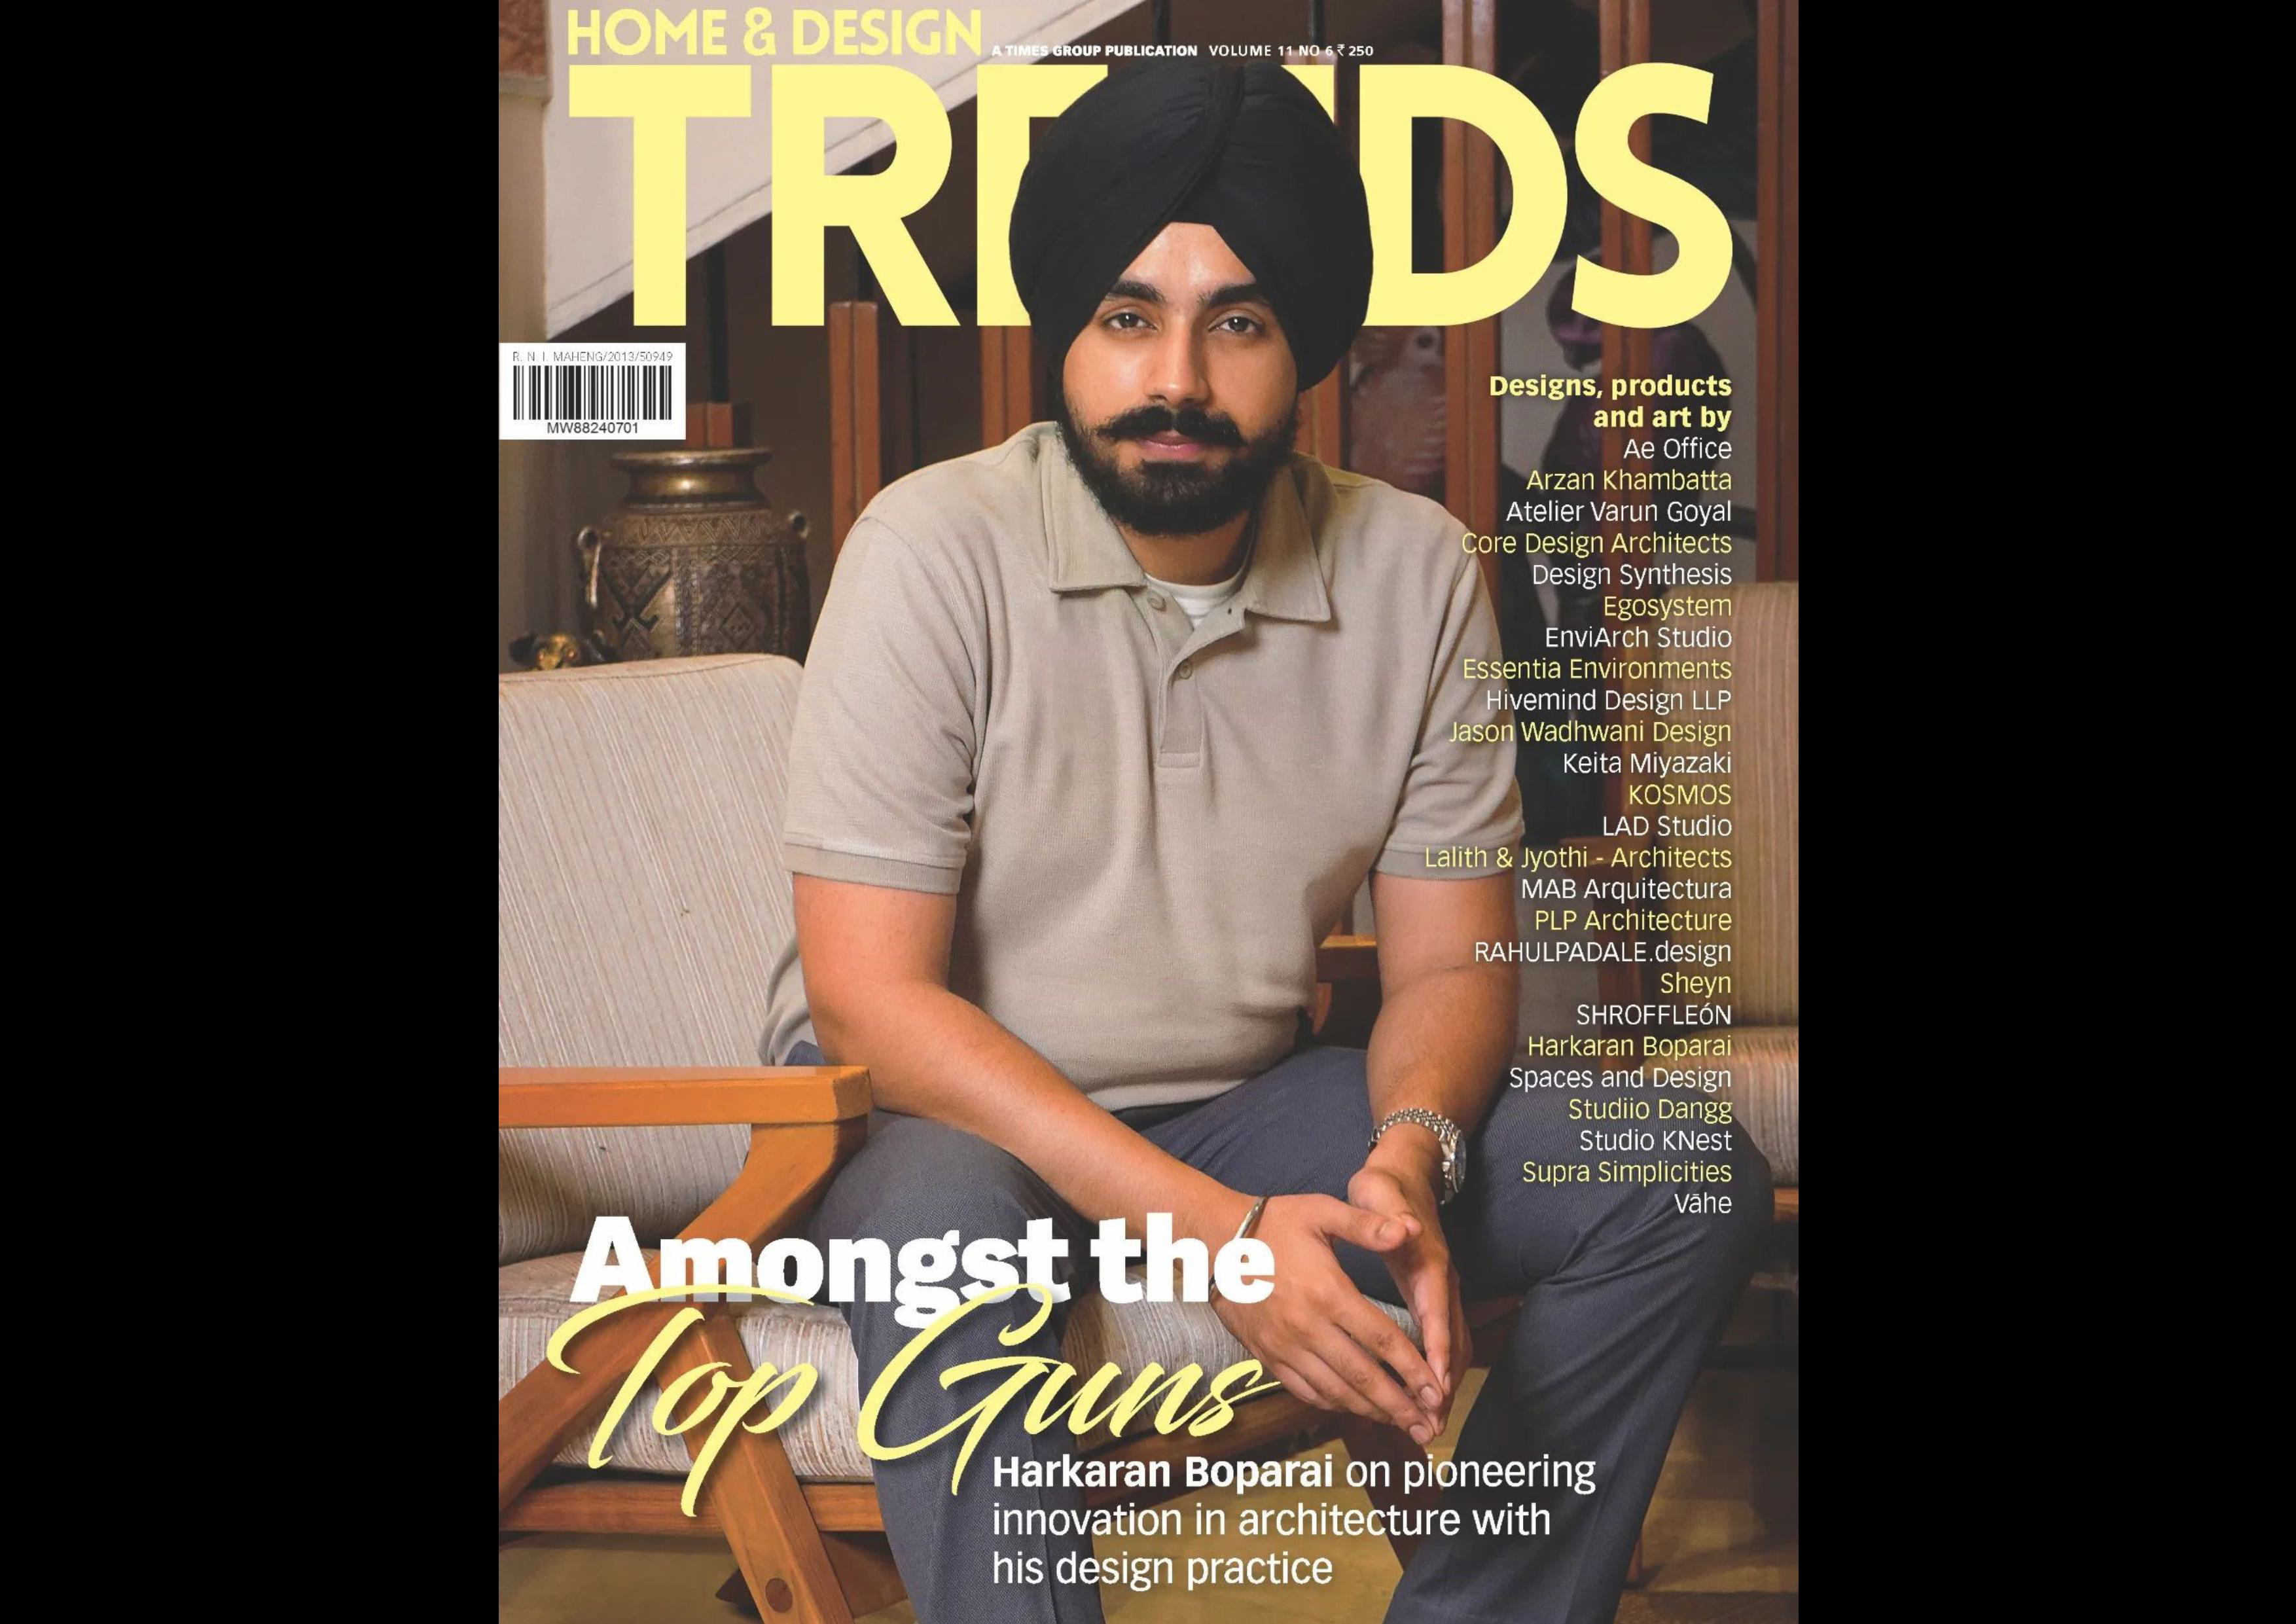 HOME & DESIGN
A TIMES GROUP PUBLICATION VOLUME 11 NO 6 ₹ 250
TRENDS
R. N. I. MAHENG/2013/50949
MW88240701
Designs, products
and art by
Ae Office
Arzan Khambatta
Atelier Varun Goyal
Core Design Architects
Design Synthesis
Egosystem
EnviArch Studio
Essentia Environments
Hivemind Design LLP
Jason Wadhwani Design
Keita Miyazaki
KOSMOS
LAD Studio
Lalith & Jyothi - Architects
MAB Arquitectura
PLP Architecture
RAHULPADALE.design
Sheyn
SHROFFLEóN
Harkaran Boparai
Spaces and Design
Studiio Dangg
Studio KNest
Supra Simplicities
Vāhe
Amongst the
Top Guns
Harkaran Boparai on pioneering
innovation in architecture with
his design practice